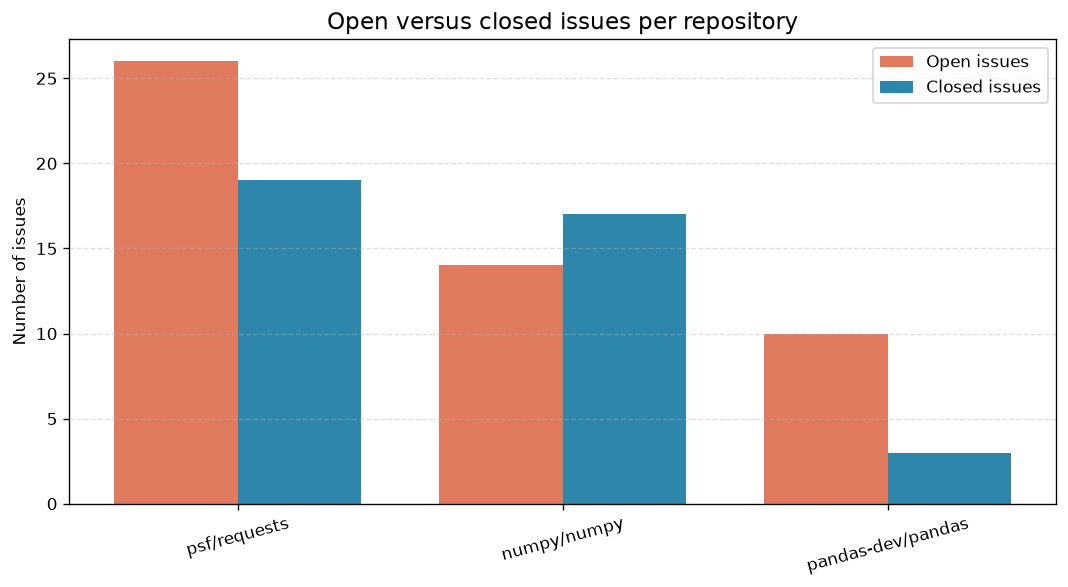 Open versus closed issues per repository
Open issues
Closed issues
Number of issues
25
20
15
10
5
0
psf/requests
numpy/numpy
pandas-dev/pandas